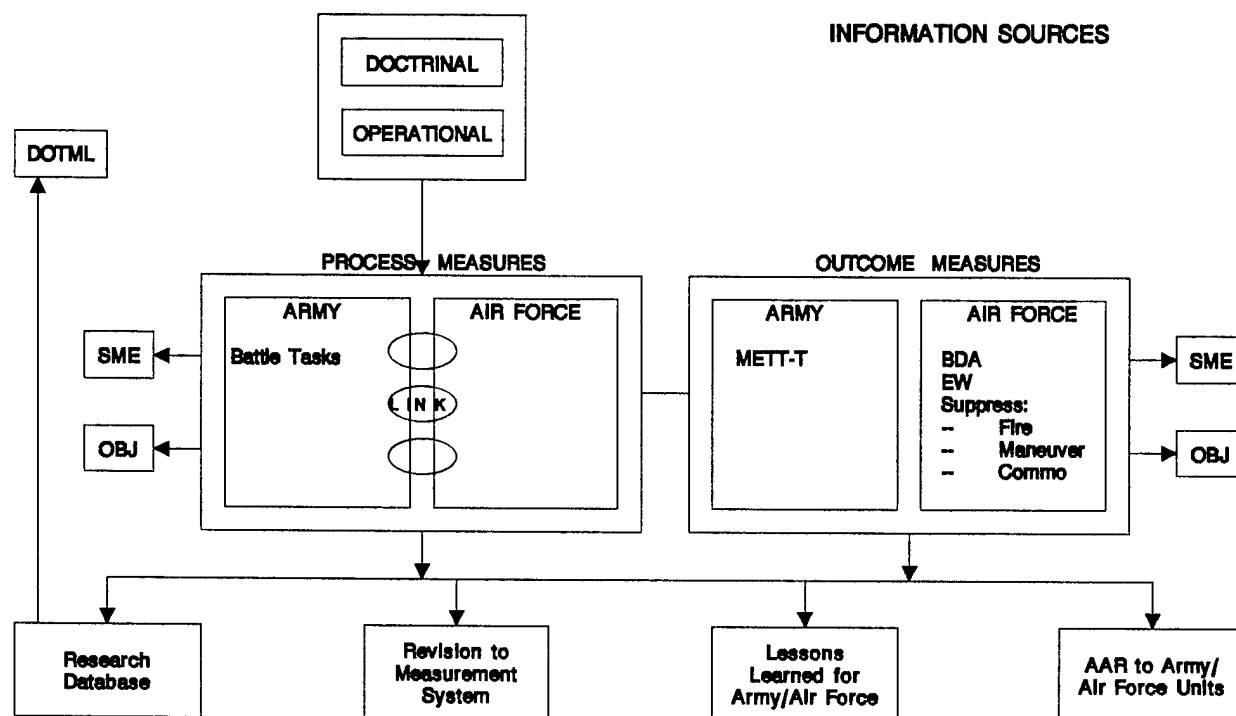 INFORMATION SOURCES
DOCTRINAL
OPERATIONAL
DOTML
PROCESS MEASURES
OUTCOME MEASURES
ARMY
AIR FORCE
ARMY
AIR FORCE
SME
Battle Tasks
METT-T
BDA
SME
EW
LINK
Suppress:
-- Fire
OBJ
-- Maneuver
OBJ
-- Commo
Research
Database
Revision to
Measurement
System
Lessons
Learned for
Army/Air Force
AAR to Army/
Air Force Units